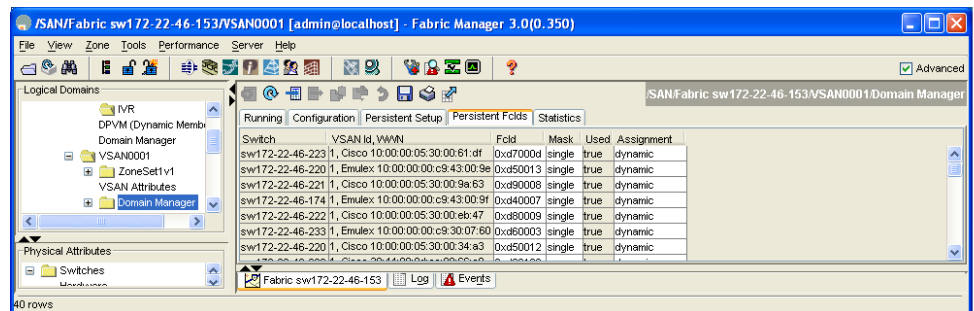 /SAN/Fabric sw172-22-46-153/VSAN0001 [admin@localhost] - Fabric Manager 3.0(0.350)
File View Zone Tools Performance Server Help
Advanced
Logical Domains
/SAN/Fabric sw172-22-46-153/VSAN0001/Domain Manager
IVR
DPVM (Dynamic Membe
Domain Manager
VSAN0001
ZoneSet1v1
VSAN Attributes
Domain Manager
Running Configuration Persistent Setup Persistent FcIds Statistics
Switch VSAN Id, WWN FcId Mask Used Assignment
sw172-22-46-223 1, Cisco 10:00:00:05:30:00:61:df 0xd7000d single true dynamic
sw172-22-46-220 1, Emulex 10:00:00:00:c9:43:00:9e 0xd50013 single true dynamic
sw172-22-46-221 1, Cisco 10:00:00:05:30:00:9a:63 0xd90008 single true dynamic
sw172-22-46-174 1, Emulex 10:00:00:00:c9:43:00:9f 0xd40007 single true dynamic
sw172-22-46-222 1, Cisco 10:00:00:05:30:00:eb:47 0xd80009 single true dynamic
sw172-22-46-233 1, Emulex 10:00:00:00:c9:30:07:60 0xd60003 single true dynamic
sw172-22-46-220 1, Cisco 10:00:00:05:30:00:34:a3 0xd50012 single true dynamic
Physical Attributes
Switches
Hardware
Fabric sw172-22-46-153 Log Events
40 rows